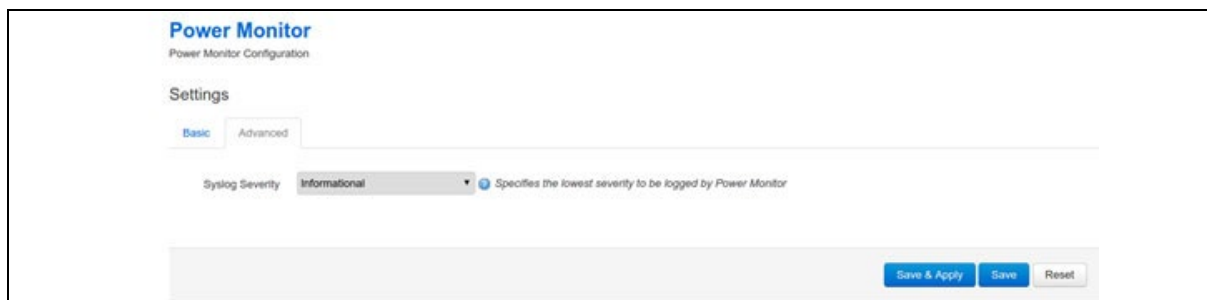 Power Monitor
Power Monitor Configuration
Settings
Basic Advanced
Syslog Severity Informational Specifies the lowest severity to be logged by Power Monitor
Save & Apply Save Reset